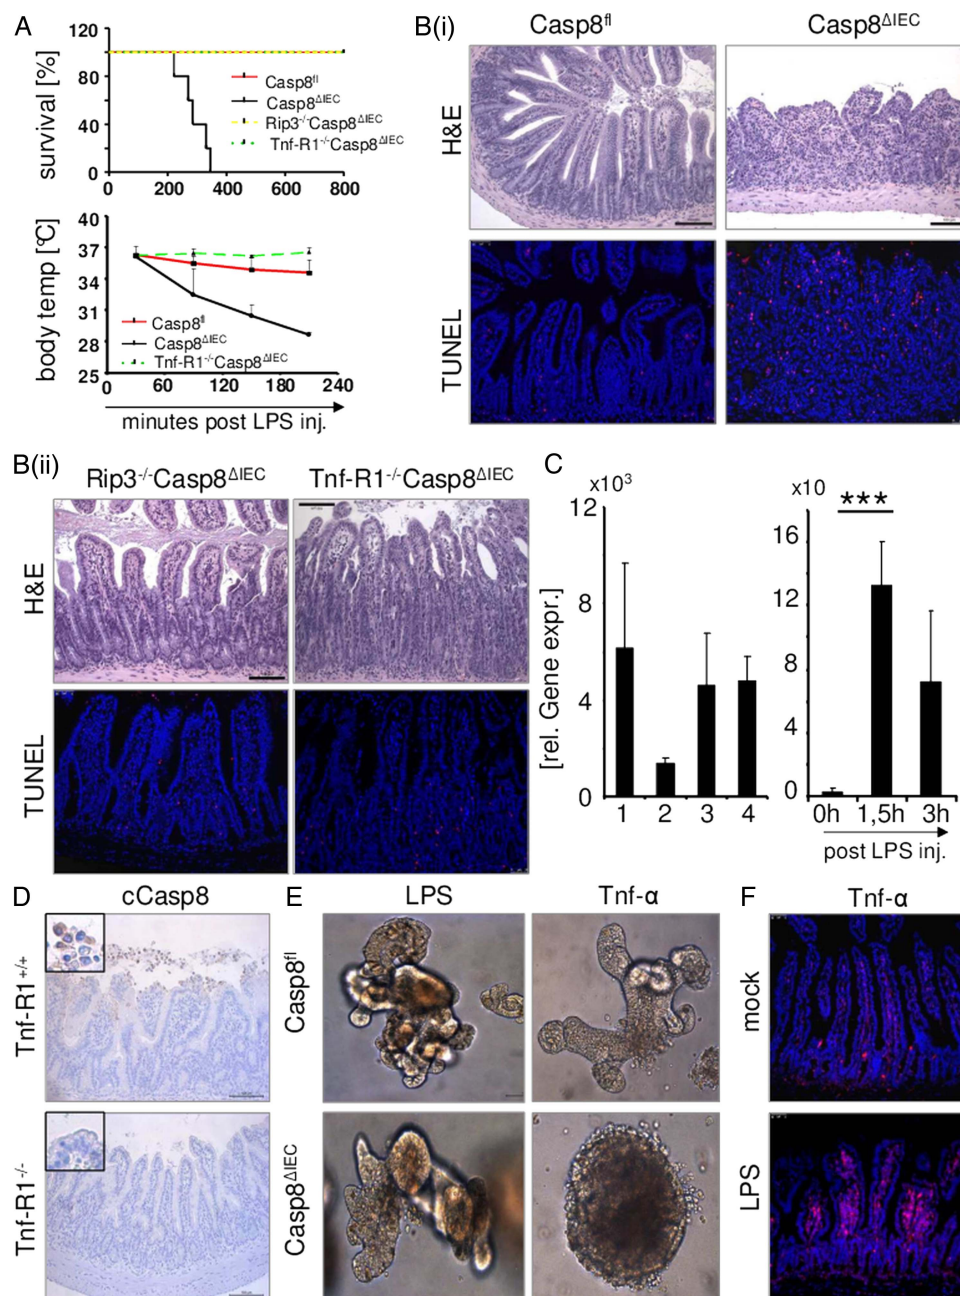 A
survival [%]
120
80
40
0
0 200 400 600 800
Casp8fl
Casp8ΔIEC
Rip3-/-Casp8ΔIEC
Tnf-R1-/-Casp8ΔIEC
body temp [°C]
40
37
34
31
28
25
0 60 120 180 240
Casp8fl
Casp8ΔIEC
Tnf-R1-/-Casp8ΔIEC
minutes post LPS inj.
B(i)
Casp8fl Casp8ΔIEC
H&E
TUNEL
B(ii)
Rip3-/-Casp8ΔIEC Tnf-R1-/-Casp8ΔIEC
H&E
TUNEL
C
[rel. Gene expr.]
x10³
12
8
4
0
1 2 3 4
x10
***
18
16
12
8
4
0
0h 1,5h 3h
post LPS inj.
D
cCasp8
Tnf-R1+/+
Tnf-R1-/-
E
LPS Tnf-α
Casp8fl
Casp8ΔIEC
F
Tnf-α
mock
LPS